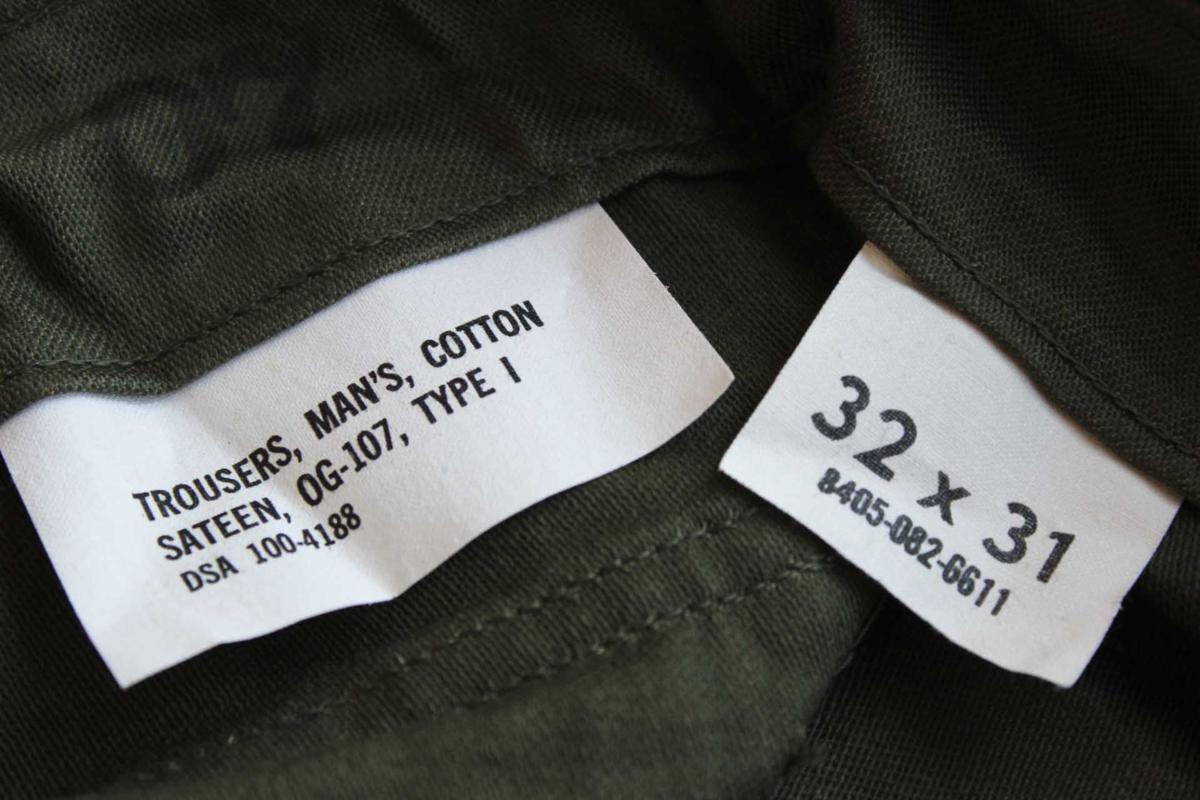 TROUSERS, MAN'S, COTTON
SATEEN, OG-107, TYPE I
DSA 100-4188
32 x 31
8405-082-6611